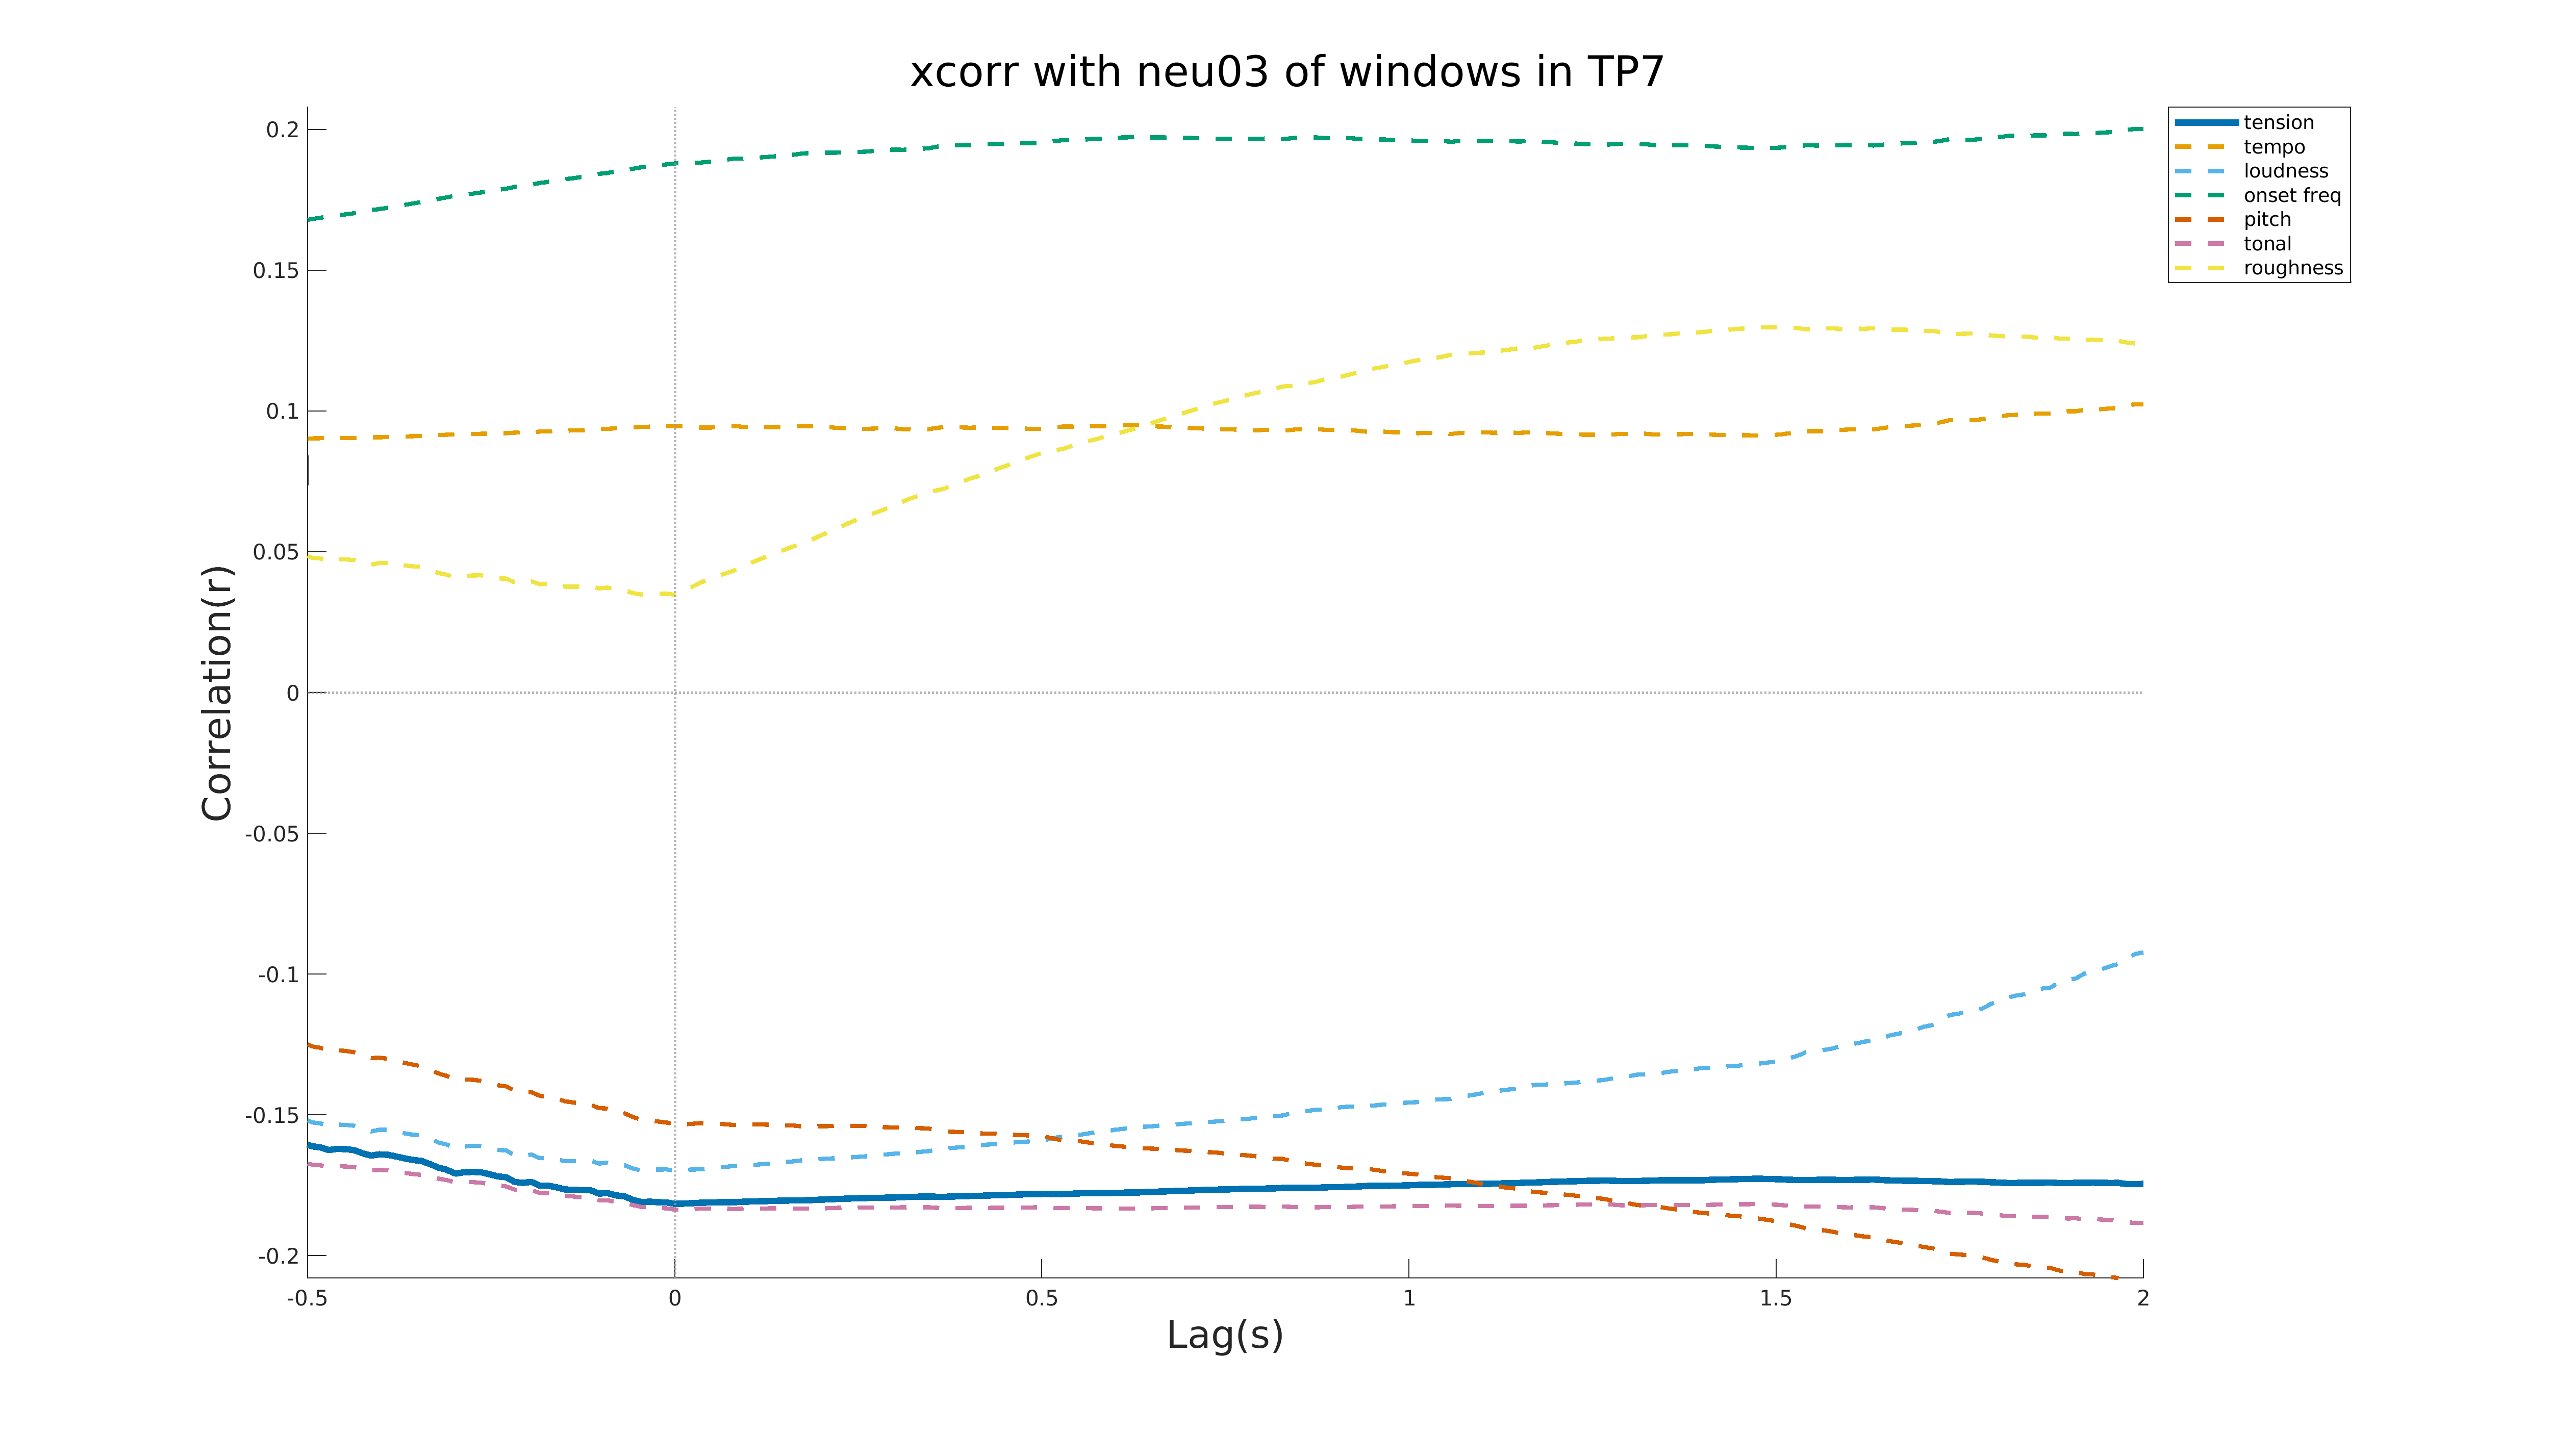 xcorr with neu03 of windows in TP7
tension
tempo
loudness
onset freq
pitch
tonal
roughness
Correlation(r)
0.2
0.15
0.1
0.05
0
-0.05
-0.1
-0.15
-0.2
-0.5
0
0.5
1
1.5
2
Lag(s)